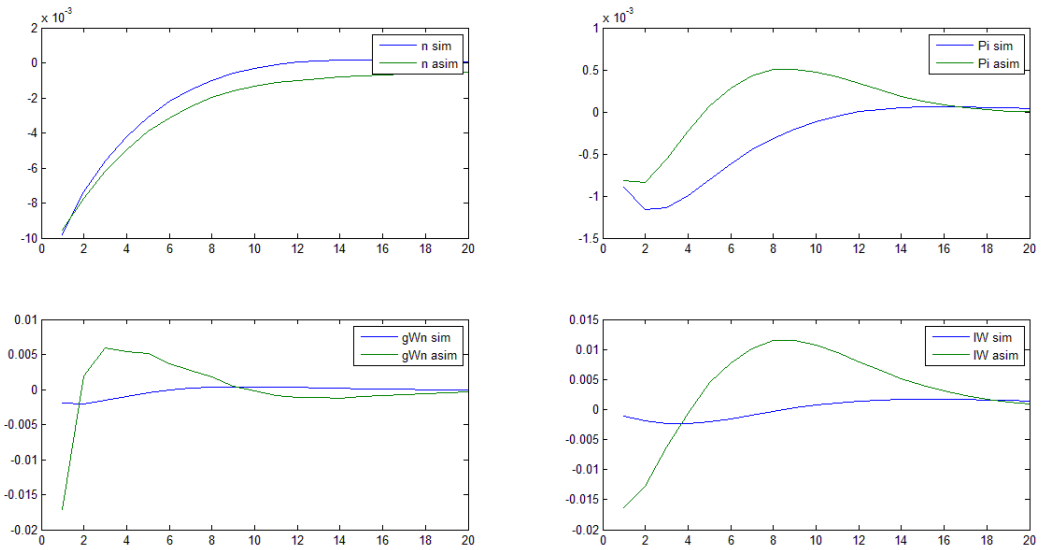 x 10⁻³
2
0
-2
-4
-6
-8
-10
n sim
n asim
0 2 4 6 8 10 12 14 16 18 20
x 10⁻³
1
0.5
0
-0.5
-1
-1.5
Pi sim
Pi asim
0 2 4 6 8 10 12 14 16 18 20
0.01
0.005
0
-0.005
-0.01
-0.015
-0.02
gWn sim
gWn asim
0 2 4 6 8 10 12 14 16 18 20
0.015
0.01
0.005
0
-0.005
-0.01
-0.015
-0.02
IW sim
IW asim
0 2 4 6 8 10 12 14 16 18 20